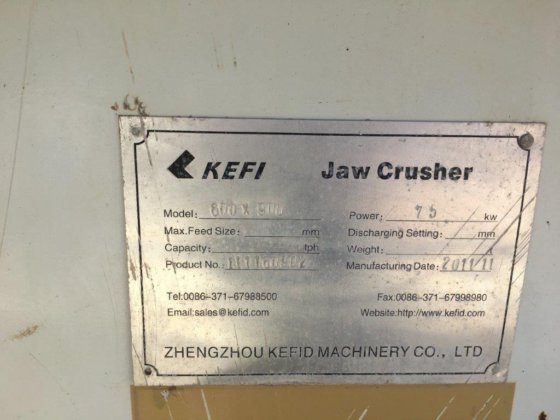 KEFI Jaw Crusher
Model: 600 X 900 Power: 75 kw
Max.Feed Size: mm Discharging Setting: mm
Capacity: tph Weight: t
Product No. Manufacturing Date: 2011/11
Tel:0086-371-67988500 Fax:0086-371-67998980
Email:sales@kefid.com Website:http://www.kefid.com
ZHENGZHOU KEFID MACHINERY CO., LTD